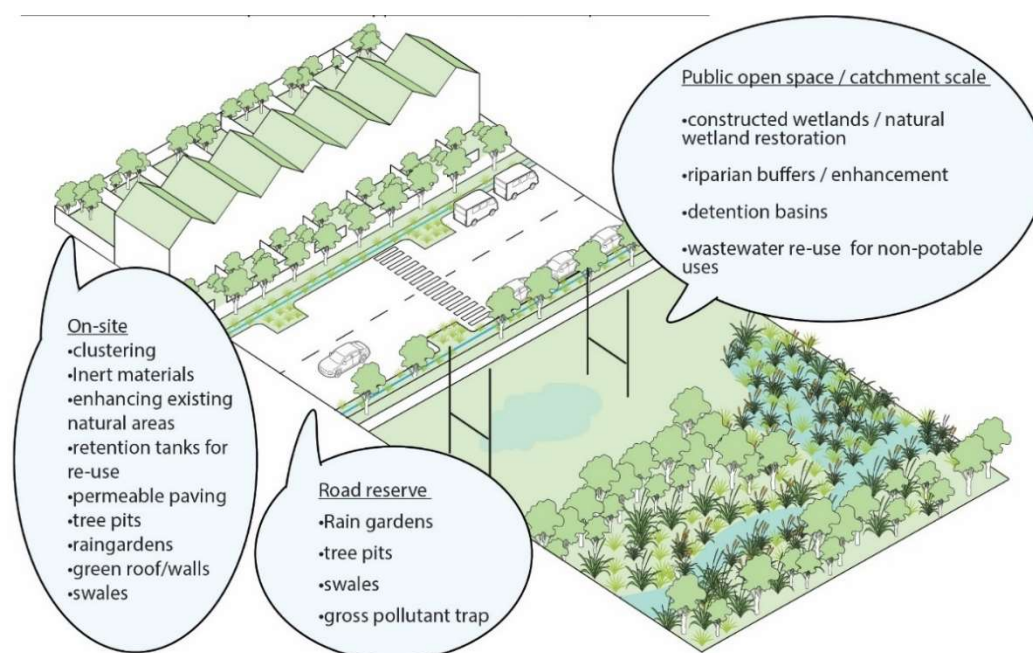 Public open space / catchment scale
•constructed wetlands / natural
wetland restoration
•riparian buffers / enhancement
•detention basins
•wastewater re-use for non-potable
uses
On-site
•clustering
•Inert materials
•enhancing existing
natural areas
•retention tanks for
re-use
•permeable paving
•tree pits
•raingardens
•green roof/walls
•swales
Road reserve
•Rain gardens
•tree pits
•swales
•gross pollutant trap